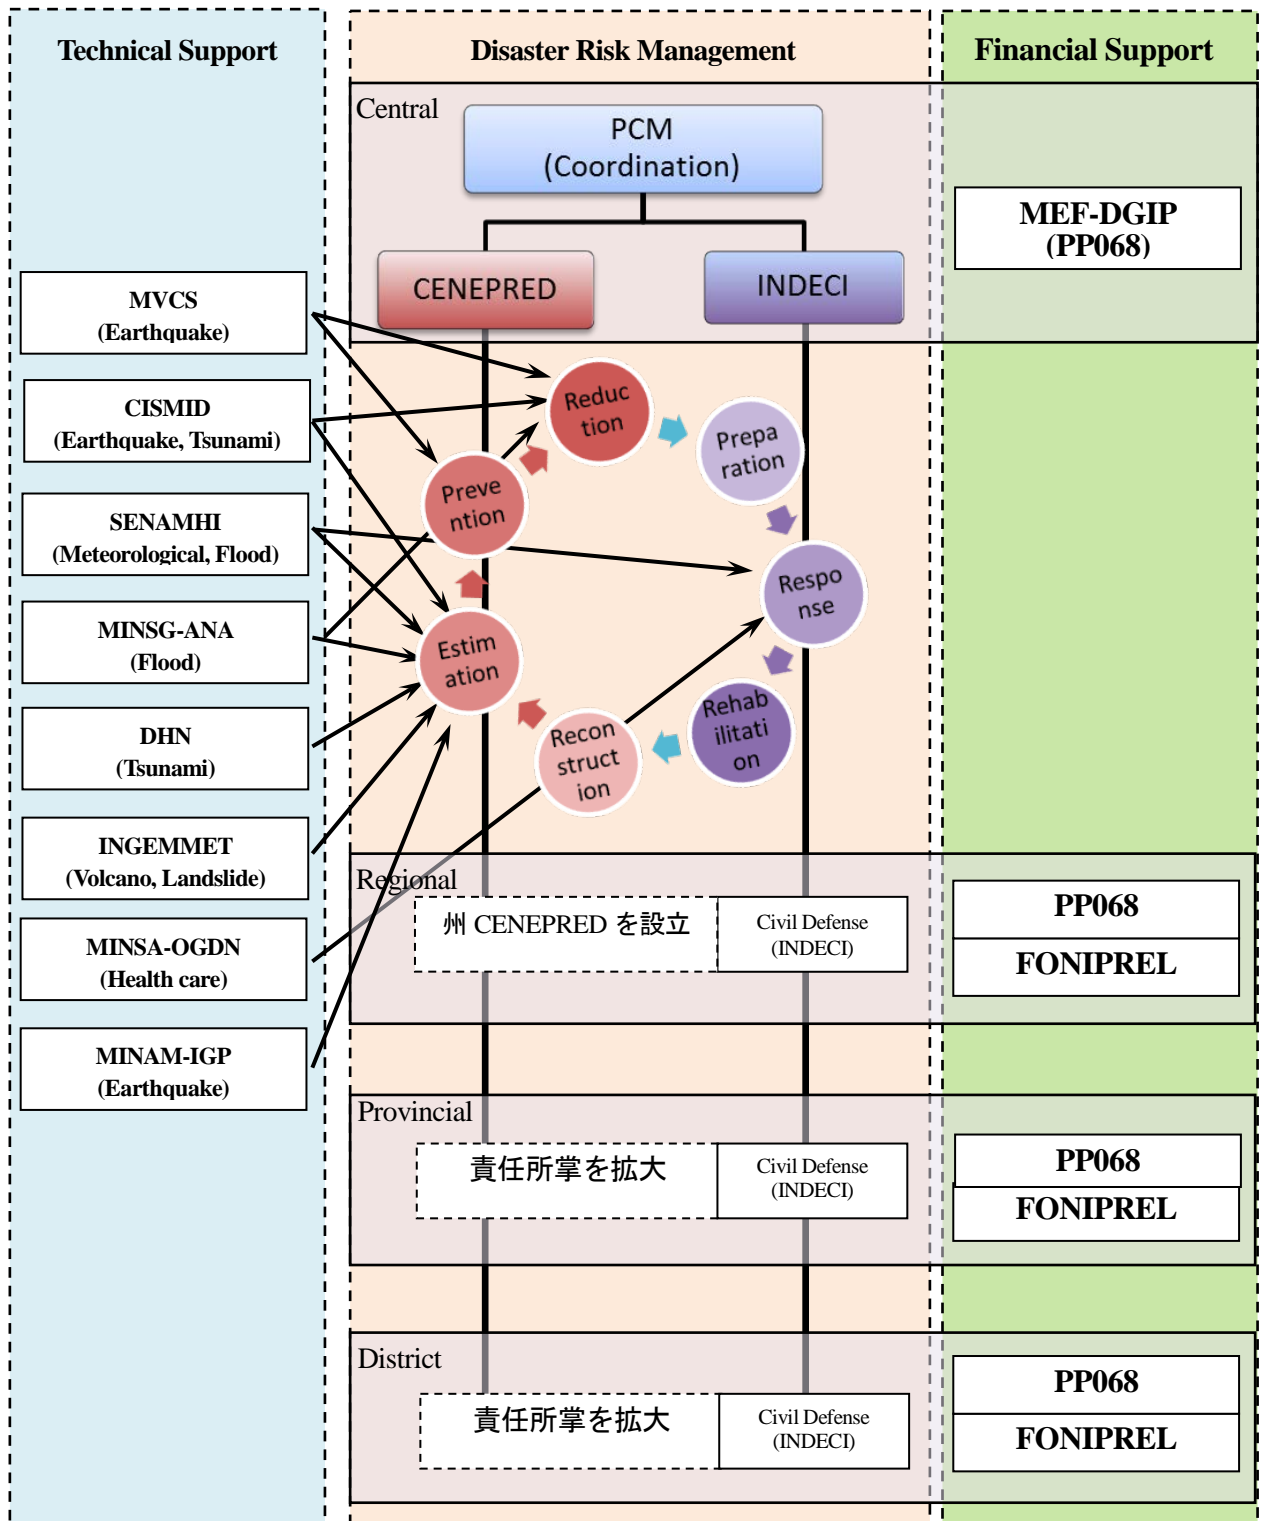 Technical Support
Disaster Risk Management
Financial Support
Central
PCM
(Coordination)
CENEPRED
INDECI
MEF-DGIP
(PP068)
MVCS
(Earthquake)
CISMID
(Earthquake, Tsunami)
SENAMHI
(Meteorological, Flood)
MINSG-ANA
(Flood)
DHN
(Tsunami)
INGEMMET
(Volcano, Landslide)
MINSA-OGDN
(Health care)
MINAM-IGP
(Earthquake)
Reduc
tion
Prepa
ration
Preve
ntion
Respo
nse
Estim
ation
Rehab
ilitati
on
Recon
struct
ion
Regional
州 CENEPRED を設立
Civil Defense
(INDECI)
PP068
FONIPREL
Provincial
責任所掌を拡大
Civil Defense
(INDECI)
PP068
FONIPREL
District
責任所掌を拡大
Civil Defense
(INDECI)
PP068
FONIPREL